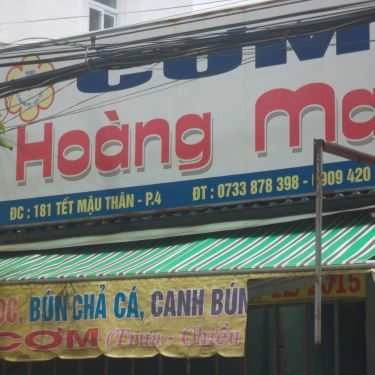 CƠM
Hoàng Ma
ĐC : 181 TẾT MẬU THÂN - P.4 ĐT : 0733 878 398 - 0909 420
BÚN CHẢ CÁ, CANH BÚN
2015
CƠM (Trưa - Chiều